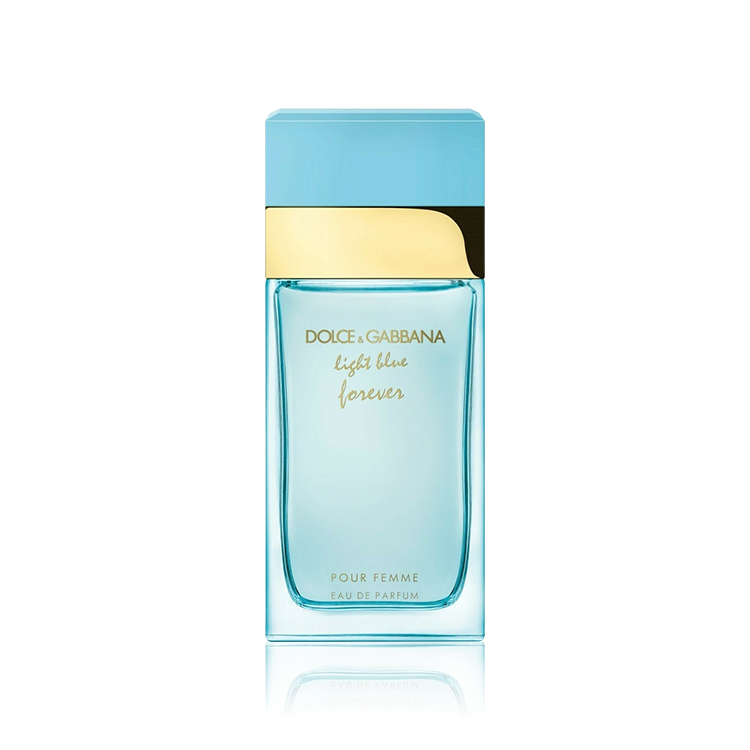 DOLCE & GABBANA
light blue
forever
POUR FEMME
EAU DE PARFUM